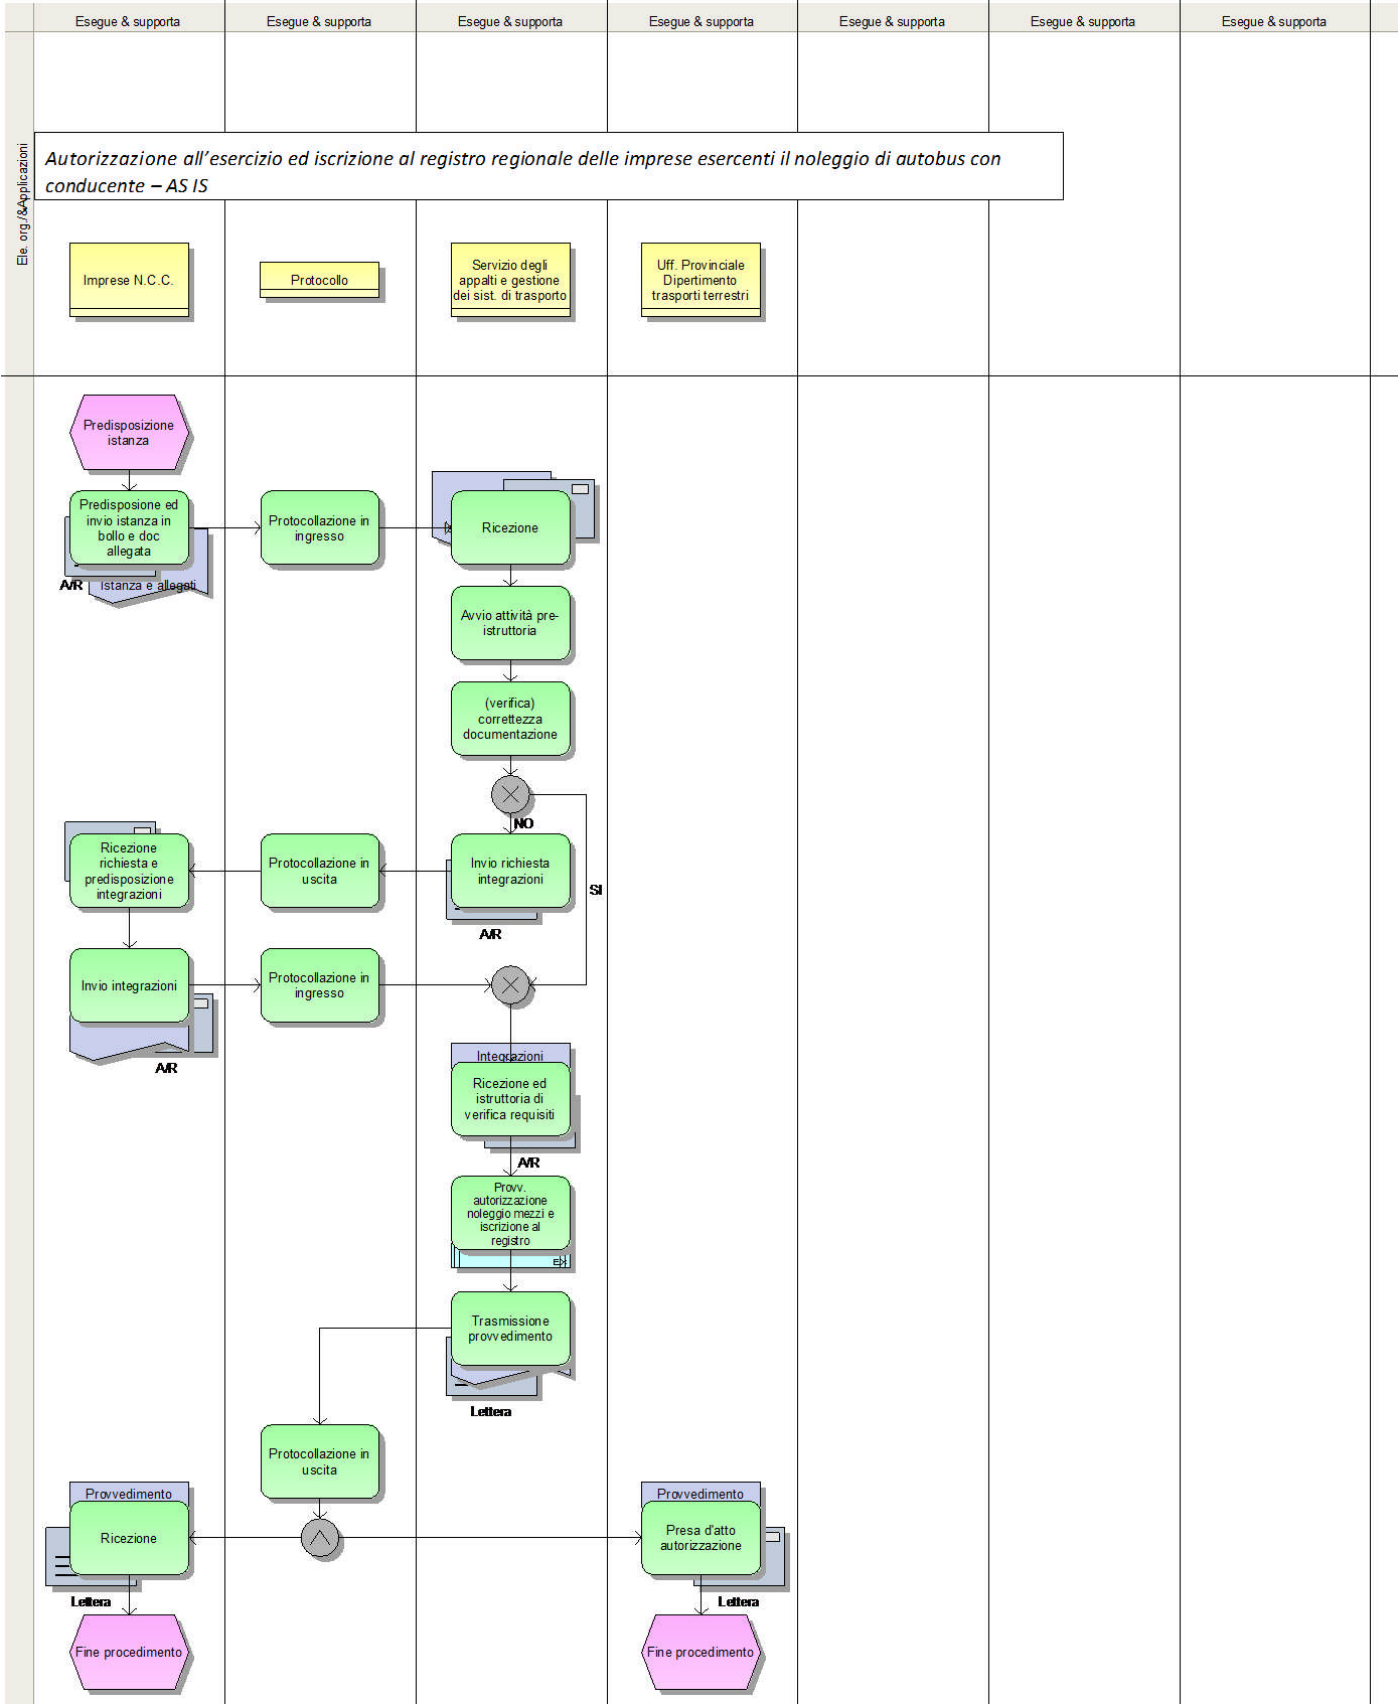 Esegue & supporta
Esegue & supporta
Esegue & supporta
Esegue & supporta
Esegue & supporta
Esegue & supporta
Esegue & supporta
Ele. org./&Applicazioni
Autorizzazione all'esercizio ed iscrizione al registro regionale delle imprese esercenti il noleggio di autobus con
conducente – AS IS
Imprese N.C.C.
Protocollo
Servizio degli
appalti e gestione
dei sist. di trasporto
Uff. Provinciale
Dipertimento
trasporti terrestri
Predisposizione
istanza
Predisposione ed
invio istanza in
bollo e doc
allegata
A/R
Istanza e allegati
Protocollazione in
ingresso
Ricezione
Avvio attività pre-
istruttoria
(verifica)
correttezza
documentazione
NO
SI
Ricezione
richiesta e
predisposizione
integrazioni
Protocollazione in
uscita
Invio richiesta
integrazioni
A/R
Invio integrazioni
A/R
Protocollazione in
ingresso
Integrazioni
Ricezione ed
istruttoria di
verifica requisiti
A/R
Provv.
autorizzazione
noleggio mezzi e
iscrizione al
registro
Trasmissione
provvedimento
Lettera
Protocollazione in
uscita
Provvedimento
Ricezione
Lettera
Provvedimento
Presa d'atto
autorizzazione
Lettera
Fine procedimento
Fine procedimento